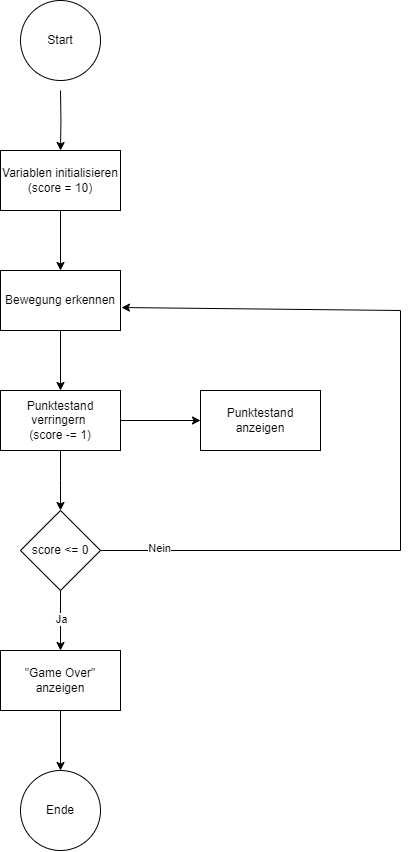 Start
Variablen initialisieren
(score = 10)
Bewegung erkennen
Punktestand
verringern
(score -= 1)
Punktestand
anzeigen
score <= 0
Nein
Ja
"Game Over"
anzeigen
Ende